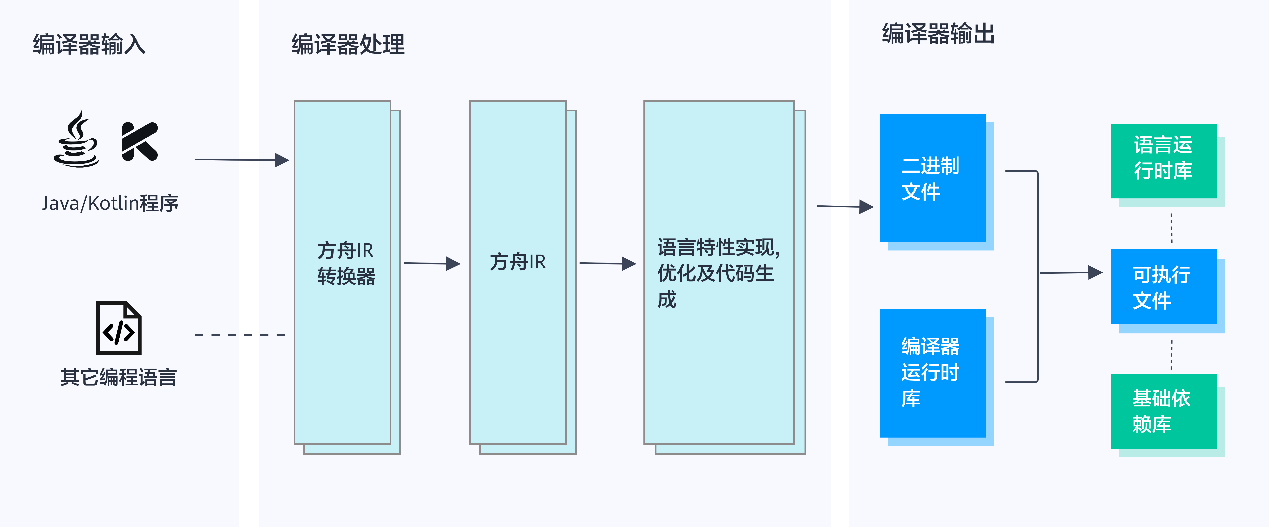 编译器输入
编译器处理
编译器输出
Java/Kotlin程序
其它编程语言
方舟IR
转换器
方舟IR
语言特性实现,
优化及代码生
成
二进制
文件
编译器
运行时
库
语言运
行时库
可执行
文件
基础依
赖库